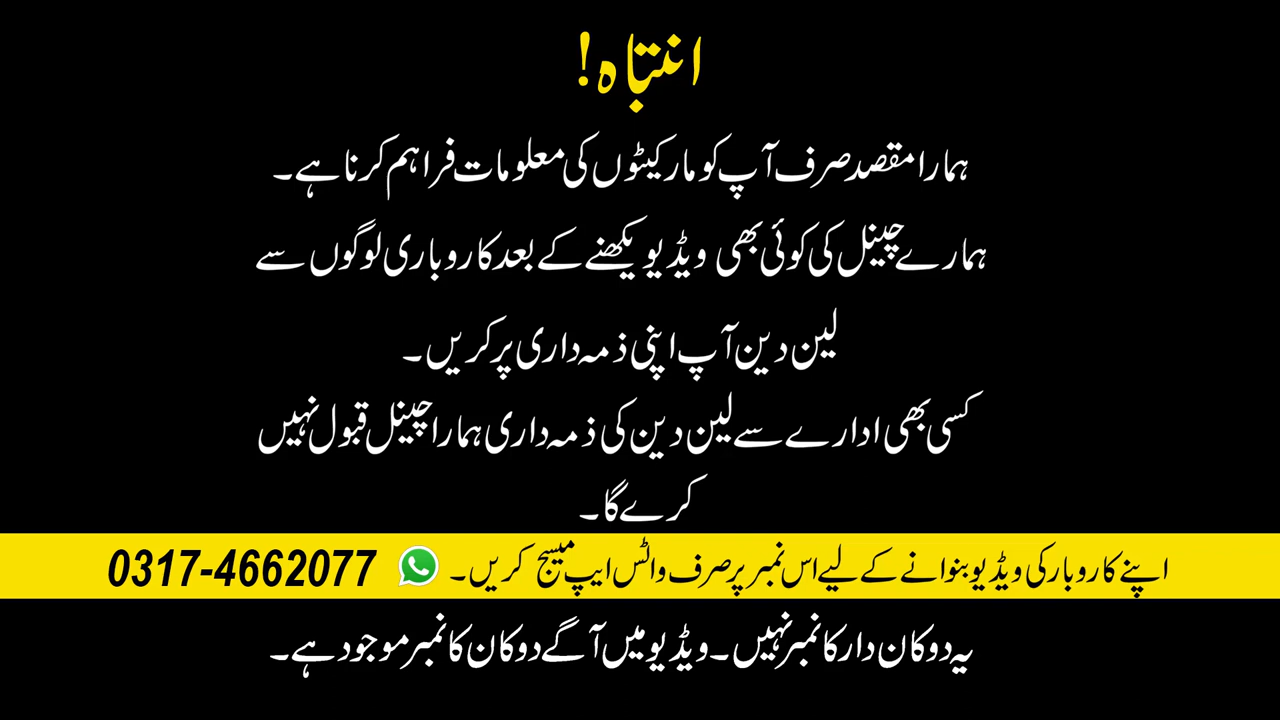 انتباہ!
ہمارا مقصد صرف آپ کو مارکیٹوں کی معلومات فراہم کرنا ہے۔
ہمارے چینل کی کوئی بھی ویڈیو یکھنے کے بعد کاروباری لوگوں سے
لین دین آپ اپنی ذمہ داری پر کریں۔
کسی بھی ادارے سے لین دین کی ذمہ داری ہمارا چینل قبول نہیں
کرے گا۔
اپنے کاروبار کی ویڈیو بنوانے کے لیے اس نمبر پر صرف واٹس ایپ میسج کریں۔ 0317-4662077
یہ دوکان دار کا نمبر نہیں۔ ویڈیو میں آگے دوکان کا نمبر موجود ہے۔